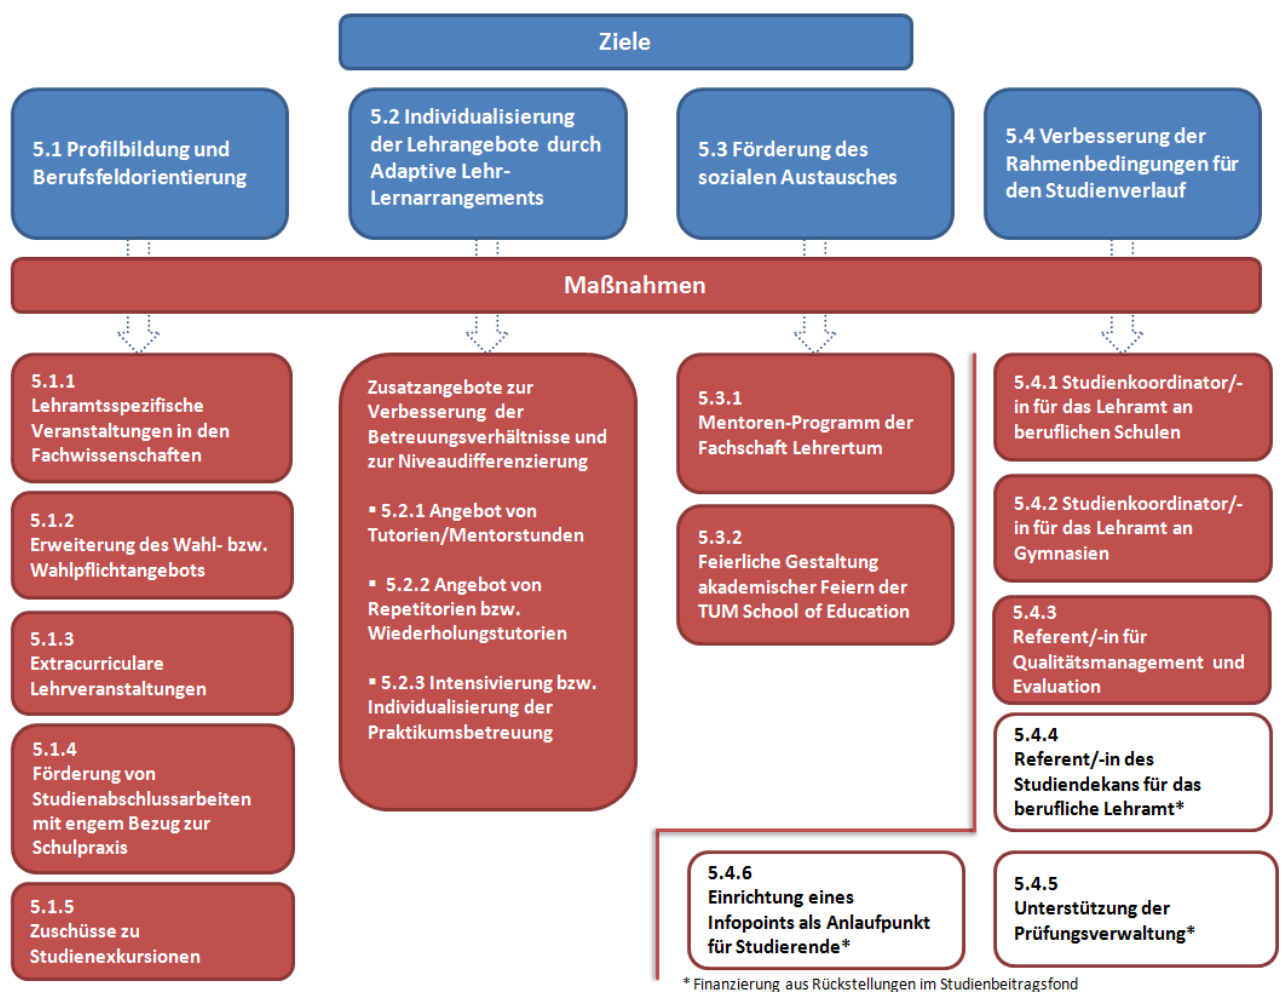 Ziele
5.1 Profilbildung und
Berufsfeldorientierung
5.2 Individualisierung
der Lehrangebote durch
Adaptive Lehr-
Lernarrangements
5.3 Förderung des
sozialen Austausches
5.4 Verbesserung der
Rahmenbedingungen für
den Studienverlauf
Maßnahmen
5.1.1
Lehramtsspezifische
Veranstaltungen in den
Fachwissenschaften
5.1.2
Erweiterung des Wahl- bzw.
Wahlpflichtangebots
5.1.3
Extracurriculare
Lehrveranstaltungen
5.1.4
Förderung von
Studienabschlussarbeiten
mit engem Bezug zur
Schulpraxis
5.1.5
Zuschüsse zu
Studienexkursionen
Zusatzangebote zur
Verbesserung der
Betreuungsverhältnisse und
zur Niveaudifferenzierung
▪ 5.2.1 Angebot von
Tutorien/Mentorstunden
▪ 5.2.2 Angebot von
Repetitorien bzw.
Wiederholungstutorien
▪ 5.2.3 Intensivierung bzw.
Individualisierung der
Praktikumsbetreuung
5.3.1
Mentoren-Programm der
Fachschaft Lehrertum
5.3.2
Feierliche Gestaltung
akademischer Feiern der
TUM School of Education
5.4.1 Studienkoordinator/-
in für das Lehramt an
beruflichen Schulen
5.4.2 Studienkoordinator/-
in für das Lehramt an
Gymnasien
5.4.3
Referent/-in für
Qualitätsmanagement und
Evaluation
5.4.4
Referent/-in des
Studiendekans für das
berufliche Lehramt*
5.4.5
Unterstützung der
Prüfungsverwaltung*
5.4.6
Einrichtung eines
Infopoints als Anlaufpunkt
für Studierende*
* Finanzierung aus Rückstellungen im Studienbeitragsfond